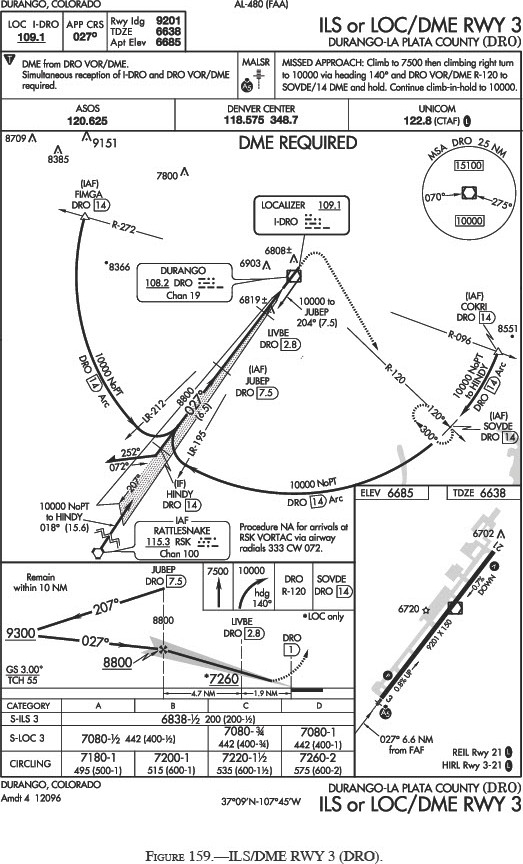 DURANGO, COLORADO
AL-480 (FAA)
LOC I-DRO 109.1
APP CRS 027°
Rwy ldg 9201
TDZE 6638
Apt Elev 6685
ILS or LOC/DME RWY 3
DURANGO-LA PLATA COUNTY (DRO)
T
DME from DRO VOR/DME.
Simultaneous reception of I-DRO and DRO VOR/DME
required.
MALSR
A5
MISSED APPROACH: Climb to 7500 then climbing right turn
to 10000 via heading 140° and DRO VOR/DME R-120 to
SOVDE/14 DME and hold. Continue climb-in-hold to 10000.
ASOS
120.625
DENVER CENTER
118.575 348.7
UNICOM
122.8 (CTAF) L
DME REQUIRED
8709
8385
9151
7800
MSA DRO 25 NM
15100
070°
275°
10000
(IAF)
FIMGA
DRO 14
R-272
8366
LOCALIZER 109.1
I-DRO
6808±
6903
DURANGO
108.2 DRO
Chan 19
6819±
10000 to
JUBEP
204° (7.5)
LIVBE
DRO 2.8
(IAF)
COKRI
DRO 14
8551
R-096
10000 NoPT
to HINDY
DRO 14 Arc
R-120
120°
300°
(IAF)
SOVDE
DRO 14
(IAF)
JUBEP
DRO 7.5
10000 NoPT
DRO 14 Arc
LR-212
8800
027°
(6.5)
LR-195
252°
072°
207°
(IF)
HINDY
DRO 14
10000 NoPT
DRO 14 Arc
10000 NoPT
to HINDY
018° (15.6)
IAF
RATTLESNAKE
115.3 RSK
Chan 100
Procedure NA for arrivals at
RSK VORTAC via airway
radials 333 CW 072.
ELEV 6685
TDZE 6638
6702
21
0.7%
DOWN
6720
9201 X 150
0.8% UP
3
A5
027° 6.6 NM
from FAF
REIL Rwy 21 L
HIRL Rwy 3-21 L
Remain
within 10 NM
JUBEP
DRO 7.5
207°
9300
027°
8800
8800
GS 3.00°
TCH 55
LIVBE
DRO 2.8
*7260
4.7 NM
1.9 NM
7500
10000
hdg
140°
DRO
R-120
SOVDE
DRO 14
*LOC only
DRO
1
CATEGORY A B C D
S-ILS 3 6838-½ 200 (200-½)
S-LOC 3 7080-½ 442 (400-½) 7080-¾ 442 (400-¾) 7080-1 442 (400-1)
CIRCLING 7180-1 495 (500-1) 7200-1 515 (600-1) 7220-1½ 535 (600-1½) 7260-2 575 (600-2)
DURANGO, COLORADO
Amdt 4 12096
37°09'N-107°45'W
DURANGO-LA PLATA COUNTY (DRO)
ILS or LOC/DME RWY 3
FIGURE 159.—ILS/DME RWY 3 (DRO).